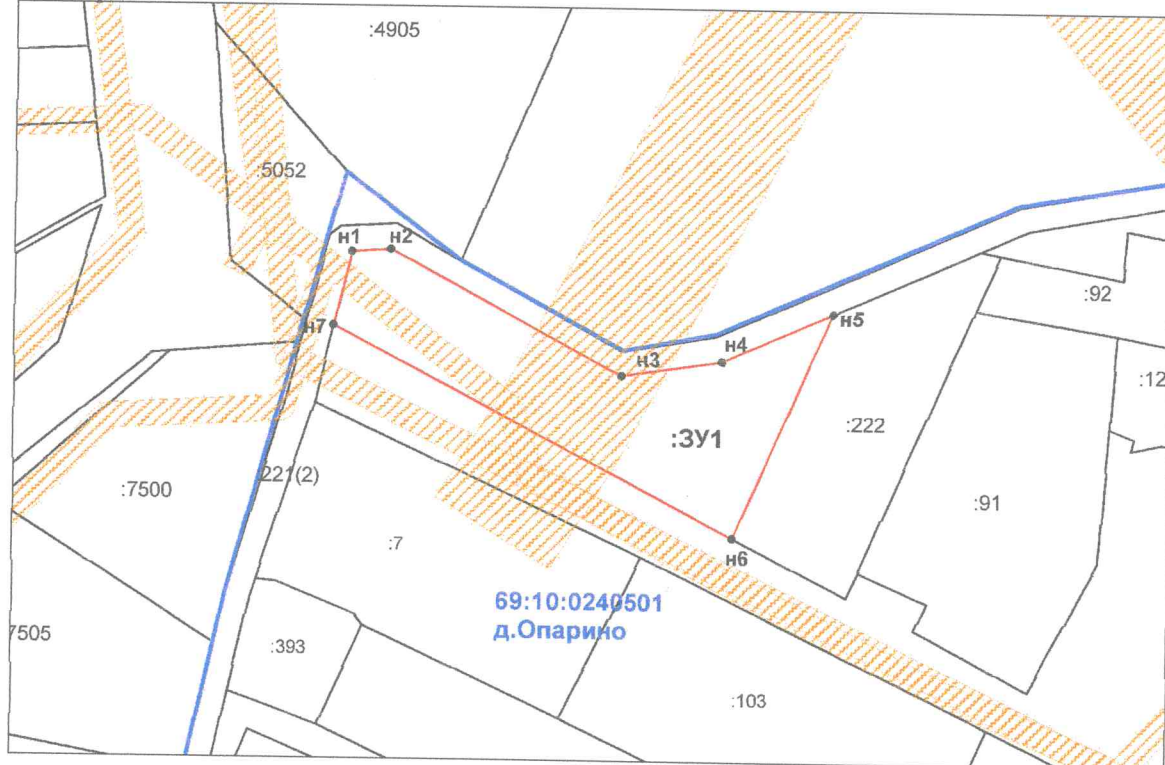 :4905
:5052
н1
н2
:92
н7
н5
н3
н4
:12
:ЗУ1
:222
221(2)
:7500
:91
:7
н6
69:10:0240501
д.Опарино
7505
:393
:103